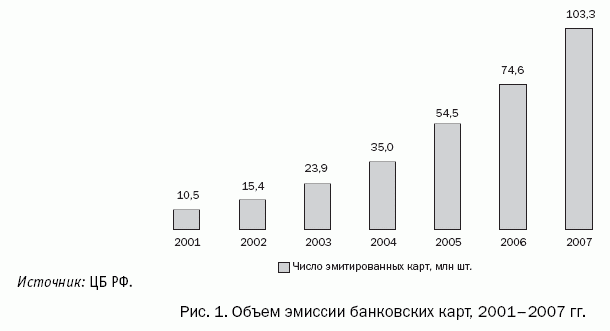 103,3
74,6
54,5
35,0
23,9
15,4
10,5
2001 2002 2003 2004 2005 2006 2007
Число эмитированных карт, млн шт.
Источник: ЦБ РФ.
Рис. 1. Объем эмиссии банковских карт, 2001–2007 гг.